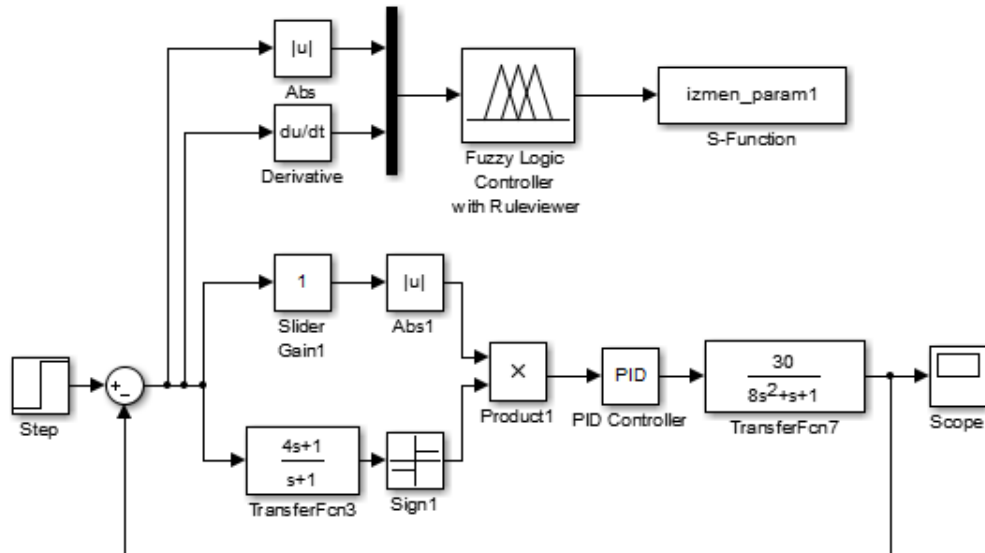 |u|
Abs
du/dt
Derivative
Fuzzy Logic
Controller
with Ruleviewer
izmen_param1
S-Function
1
Slider
Gain1
|u|
Abs1
Step
+
−
4s+1
s+1
TransferFcn3
Sign1
×
Product1
PID
PID Controller
30
8s²+s+1
TransferFcn7
Scope